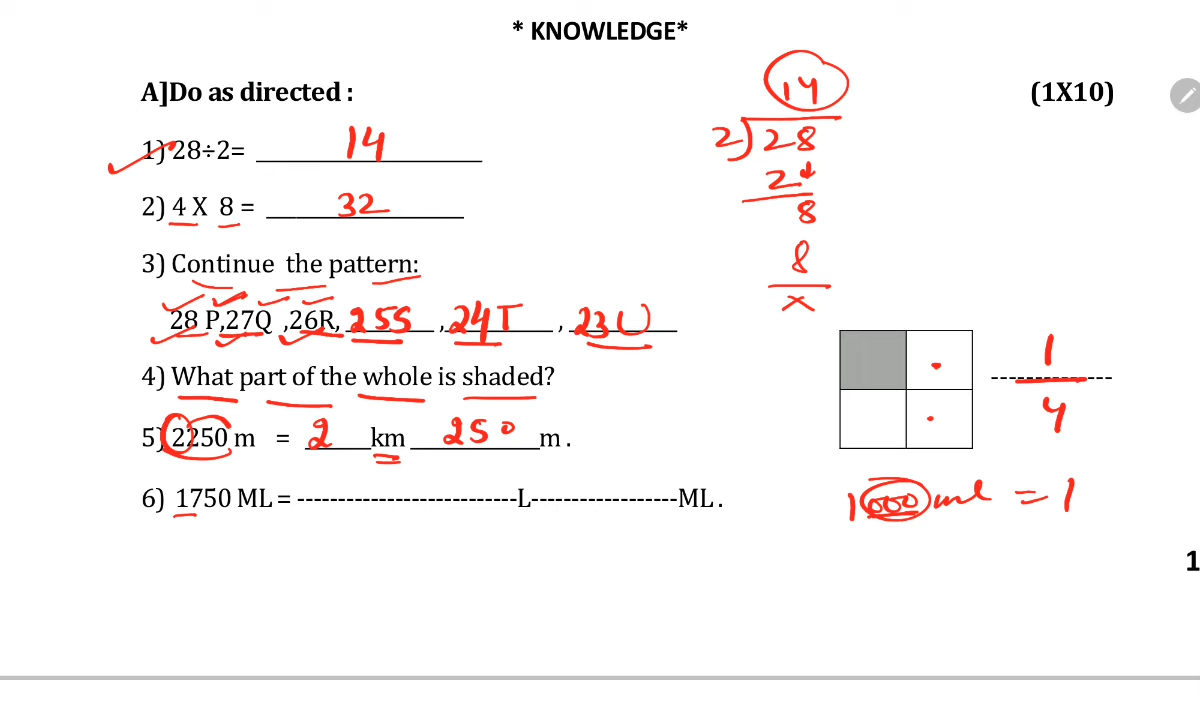 * KNOWLEDGE*
A]Do as directed : (1X10)
1) 28÷2= 14
2) 4 X 8 = 32
3) Continue the pattern:
28 P,27Q ,26R, 25S , 24T , 23U
4) What part of the whole is shaded? 1/4
5) 2250 m = 2 km 250 m .
6) 1750 ML = ---------------------------L------------------ML .
14
2)28
2
8
8
x
1000 ml = 1
1